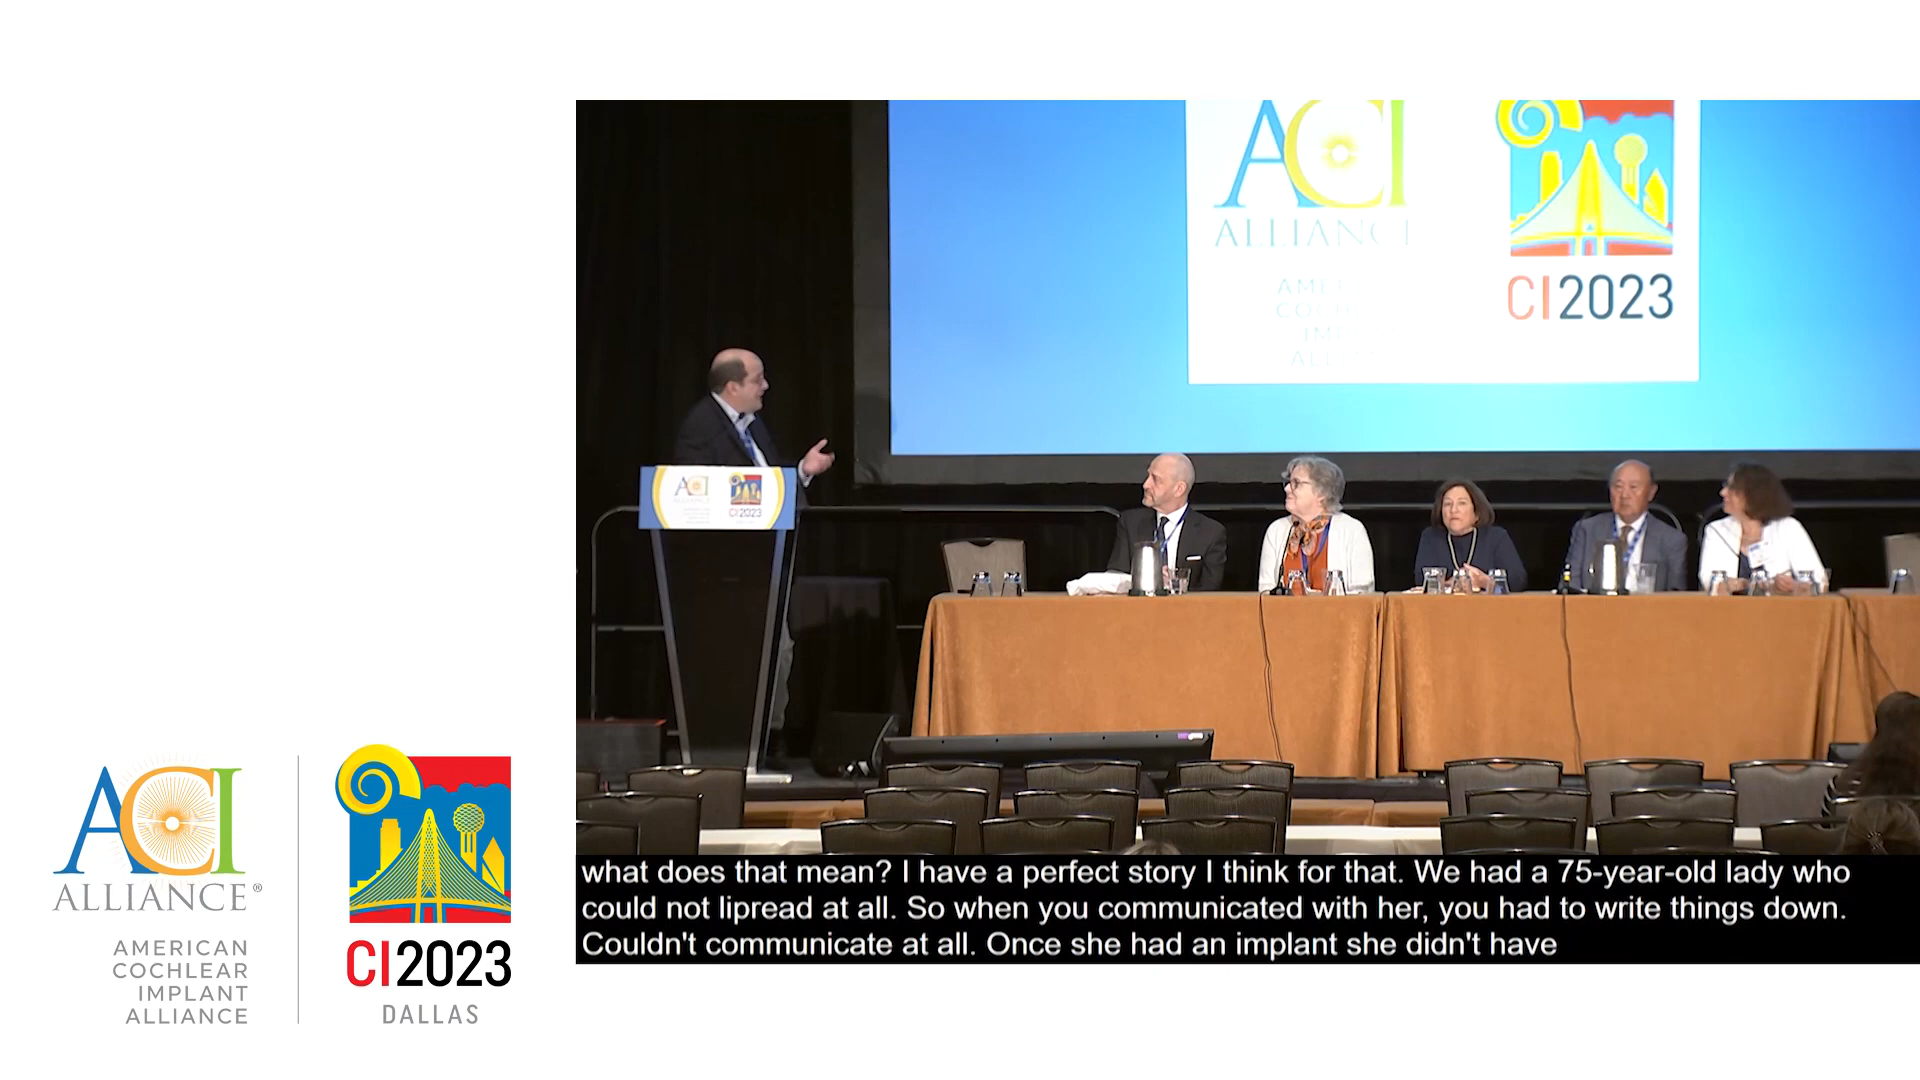 ACI
ALLIANCE
CI2023
ACI
ALLIANCE
CI2023
what does that mean? I have a perfect story I think for that. We had a 75-year-old lady who
could not lipread at all. So when you communicated with her, you had to write things down.
Couldn't communicate at all. Once she had an implant she didn't have
ACI
ALLIANCE®
AMERICAN
COCHLEAR
IMPLANT
ALLIANCE
CI2023
DALLAS